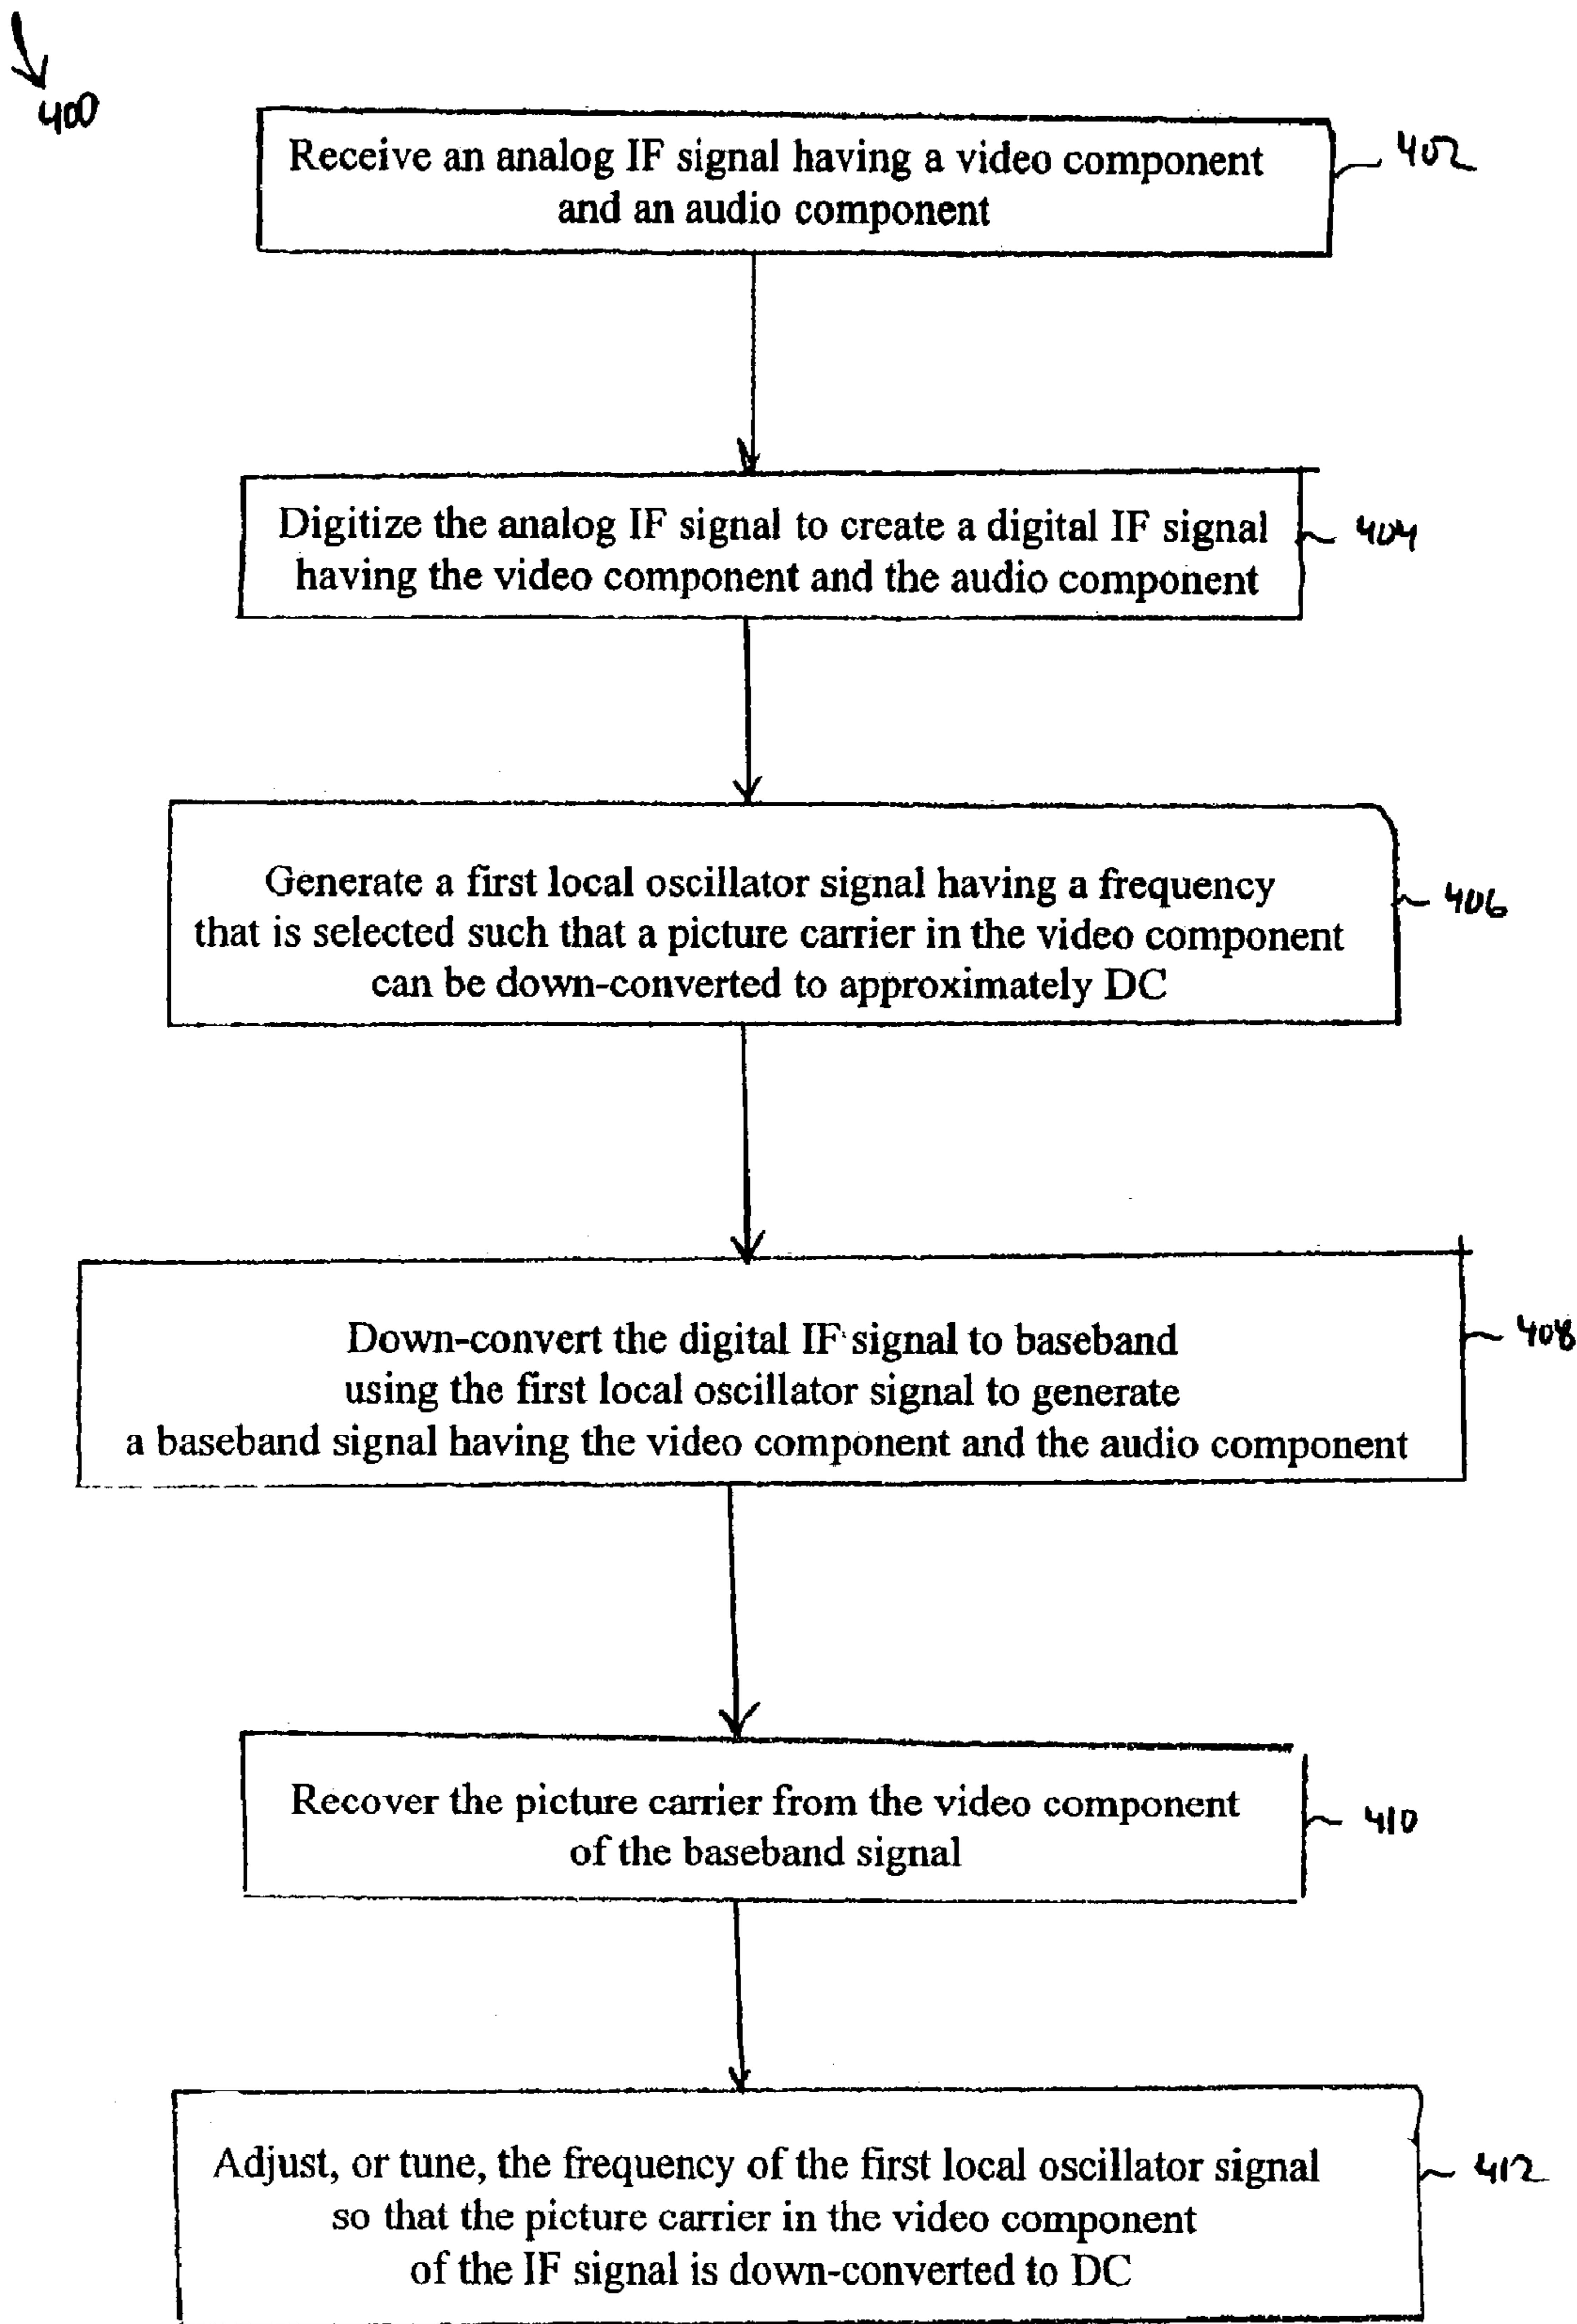 400
Receive an analog IF signal having a video component
and an audio component
402
Digitize the analog IF signal to create a digital IF signal
having the video component and the audio component
404
Generate a first local oscillator signal having a frequency
that is selected such that a picture carrier in the video component
can be down-converted to approximately DC
406
Down-convert the digital IF signal to baseband
using the first local oscillator signal to generate
a baseband signal having the video component and the audio component
408
Recover the picture carrier from the video component
of the baseband signal
410
Adjust, or tune, the frequency of the first local oscillator signal
so that the picture carrier in the video component
of the IF signal is down-converted to DC
412